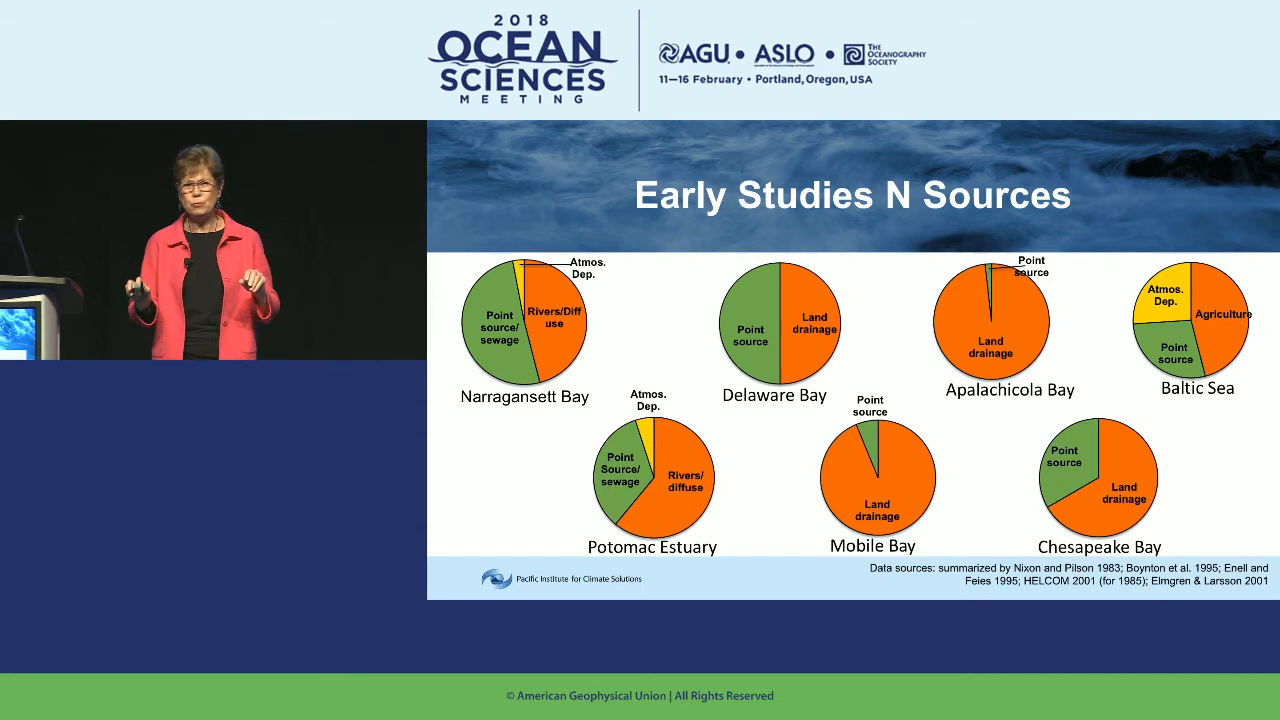 2018
OCEAN
SCIENCES
MEETING
AGU • ASLO • THE OCEANOGRAPHY SOCIETY
11–16 February • Portland, Oregon, USA
Early Studies N Sources
Atmos.
Dep.
Point
source/
sewage
Rivers/Diff
use
Narragansett Bay
Point
source
Land
drainage
Delaware Bay
Point
source
Land
drainage
Apalachicola Bay
Atmos.
Dep.
Agriculture
Point
source
Baltic Sea
Atmos.
Dep.
Point
Source/
sewage
Rivers/
diffuse
Potomac Estuary
Point
source
Land
drainage
Mobile Bay
Point
source
Land
drainage
Chesapeake Bay
Pacific Institute for Climate Solutions
Data sources: summarized by Nixon and Pilson 1983; Boynton et al. 1995; Enell and
Feies 1995; HELCOM 2001 (for 1985); Elmgren & Larsson 2001
© American Geophysical Union | All Rights Reserved